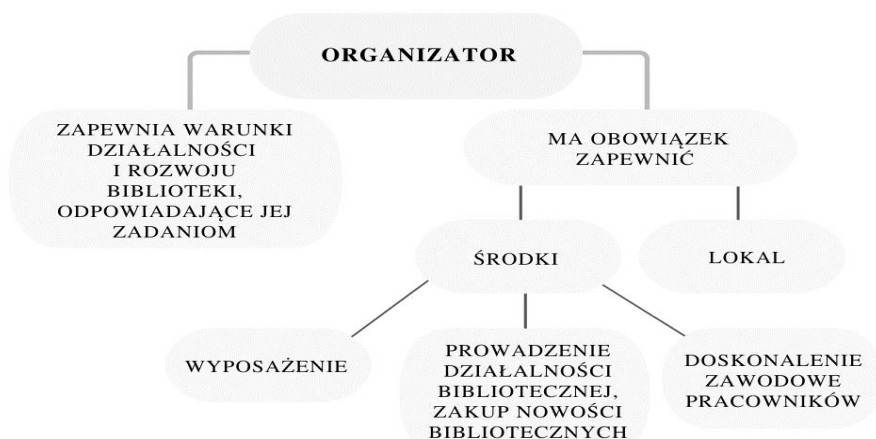 ORGANIZATOR
ZAPEWNIA WARUNKI
DZIAŁALNOŚCI
I ROZWOJU
BIBLIOTEKI,
ODPOWIADAJĄCE JEJ
ZADANIOM
MA OBOWIĄZEK
ZAPEWNIĆ
ŚRODKI
LOKAL
WYPOSAŻENIE
PROWADZENIE
DZIAŁALNOŚCI
BIBLIOTECZNEJ,
ZAKUP NOWOŚCI
BIBLIOTECZNYCH
DOSKONALENIE
ZAWODOWE
PRACOWNIKÓW